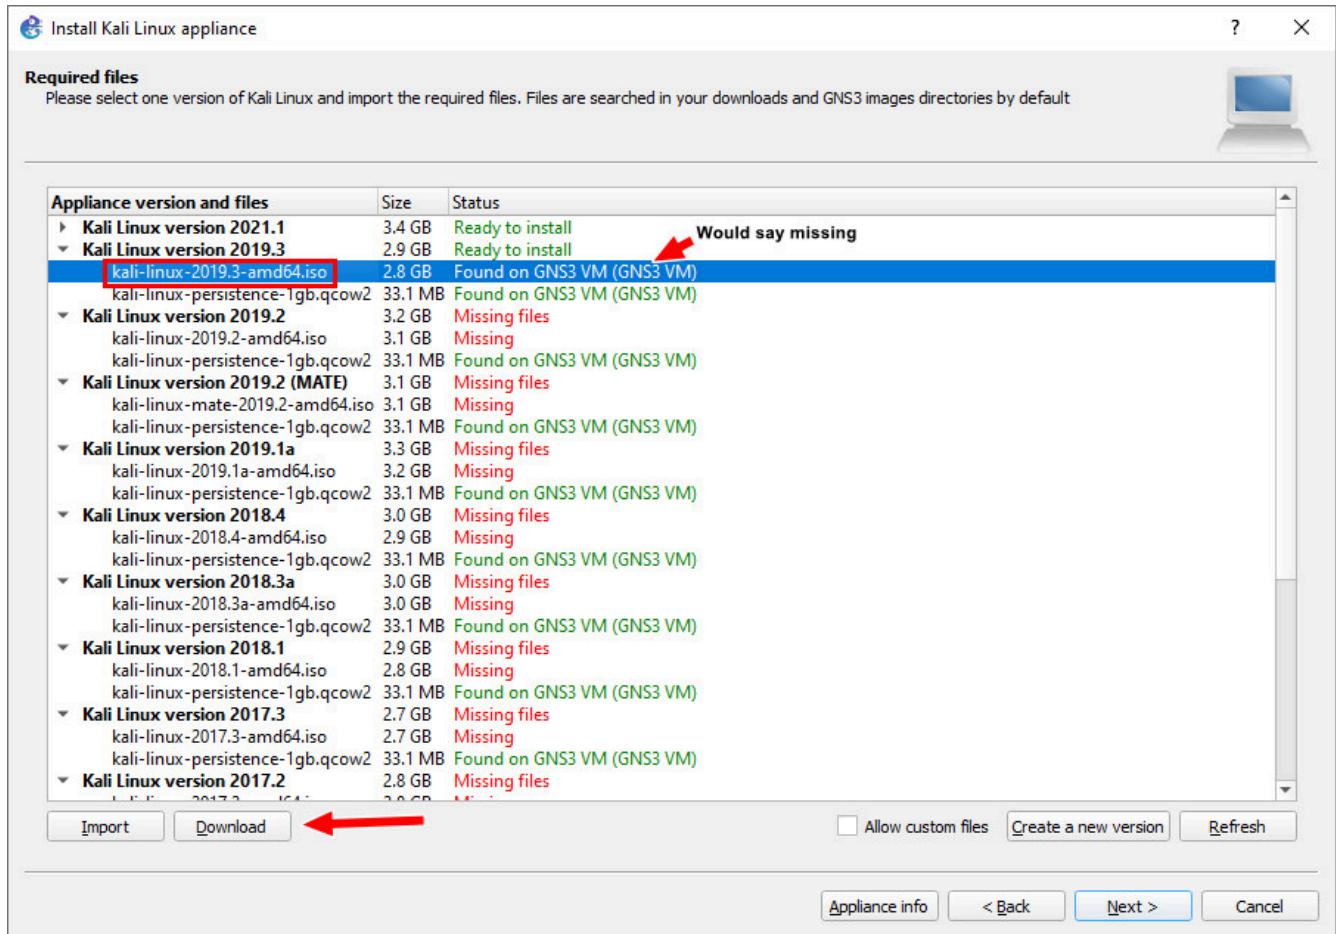 Install Kali Linux appliance ?
Required files
Please select one version of Kali Linux and import the required files. Files are searched in your downloads and GNS3 images directories by default
Appliance version and files Size Status
Kali Linux version 2021.1 3.4 GB Ready to install
Would say missing
Kali Linux version 2019.3 2.9 GB Ready to install
kali-linux-2019.3-amd64.iso 2.8 GB Found on GNS3 VM (GNS3 VM)
kali-linux-persistence-1gb.qcow2 33.1 MB Found on GNS3 VM (GNS3 VM)
Kali Linux version 2019.2 3.2 GB Missing files
kali-linux-2019.2-amd64.iso 3.1 GB Missing
kali-linux-persistence-1gb.qcow2 33.1 MB Found on GNS3 VM (GNS3 VM)
Kali Linux version 2019.2 (MATE) 3.1 GB Missing files
kali-linux-mate-2019.2-amd64.iso 3.1 GB Missing
kali-linux-persistence-1gb.qcow2 33.1 MB Found on GNS3 VM (GNS3 VM)
Kali Linux version 2019.1a 3.3 GB Missing files
kali-linux-2019.1a-amd64.iso 3.2 GB Missing
kali-linux-persistence-1gb.qcow2 33.1 MB Found on GNS3 VM (GNS3 VM)
Kali Linux version 2018.4 3.0 GB Missing files
kali-linux-2018.4-amd64.iso 2.9 GB Missing
kali-linux-persistence-1gb.qcow2 33.1 MB Found on GNS3 VM (GNS3 VM)
Kali Linux version 2018.3a 3.0 GB Missing files
kali-linux-2018.3a-amd64.iso 3.0 GB Missing
kali-linux-persistence-1gb.qcow2 33.1 MB Found on GNS3 VM (GNS3 VM)
Kali Linux version 2018.1 2.9 GB Missing files
kali-linux-2018.1-amd64.iso 2.8 GB Missing
kali-linux-persistence-1gb.qcow2 33.1 MB Found on GNS3 VM (GNS3 VM)
Kali Linux version 2017.3 2.7 GB Missing files
kali-linux-2017.3-amd64.iso 2.7 GB Missing
kali-linux-persistence-1gb.qcow2 33.1 MB Found on GNS3 VM (GNS3 VM)
Kali Linux version 2017.2 2.8 GB Missing files
Import Download Allow custom files Create a new version Refresh
Appliance info < Back Next > Cancel